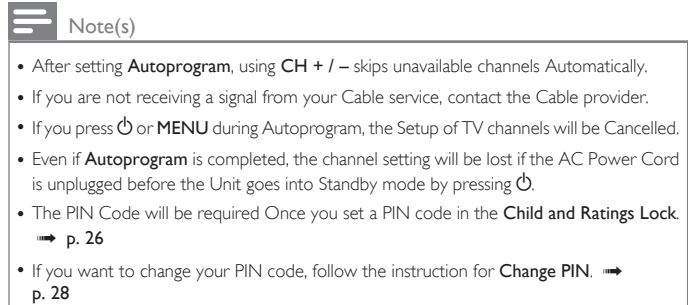 Note(s)
• After setting Autoprogram, using CH + / – skips unavailable channels Automatically.
• If you are not receiving a signal from your Cable service, contact the Cable provider.
• If you press ⏻ or MENU during Autoprogram, the Setup of TV channels will be Cancelled.
• Even if Autoprogram is completed, the channel setting will be lost if the AC Power Cord
is unplugged before the Unit goes into Standby mode by pressing ⏻.
• The PIN Code will be required Once you set a PIN code in the Child and Ratings Lock.
➟ p. 26
• If you want to change your PIN code, follow the instruction for Change PIN. ➟
p. 28